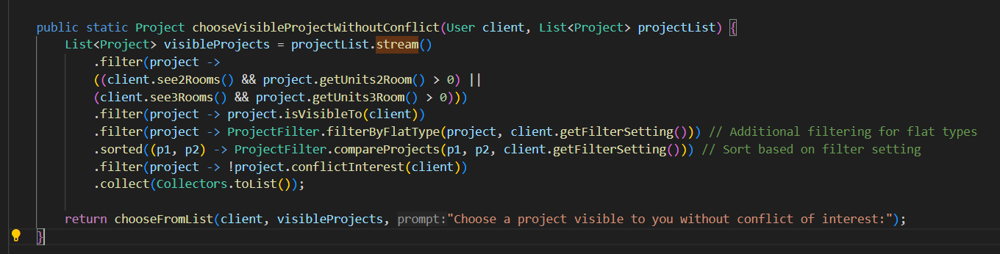 public static Project chooseVisibleProjectWithoutConflict(User client, List<Project> projectList) {
List<Project> visibleProjects = projectList.stream()
.filter(project ->
((client.see2Rooms() && project.getUnits2Room() > 0) ||
(client.see3Rooms() && project.getUnits3Room() > 0)))
.filter(project -> project.isVisibleTo(client))
.filter(project -> ProjectFilter.filterByFlatType(project, client.getFilterSetting())) // Additional filtering for flat types
.sorted((p1, p2) -> ProjectFilter.compareProjects(p1, p2, client.getFilterSetting())) // Sort based on filter setting
.filter(project -> !project.conflictInterest(client))
.collect(Collectors.toList());
return chooseFromList(client, visibleProjects, prompt:"Choose a project visible to you without conflict of interest:");
}